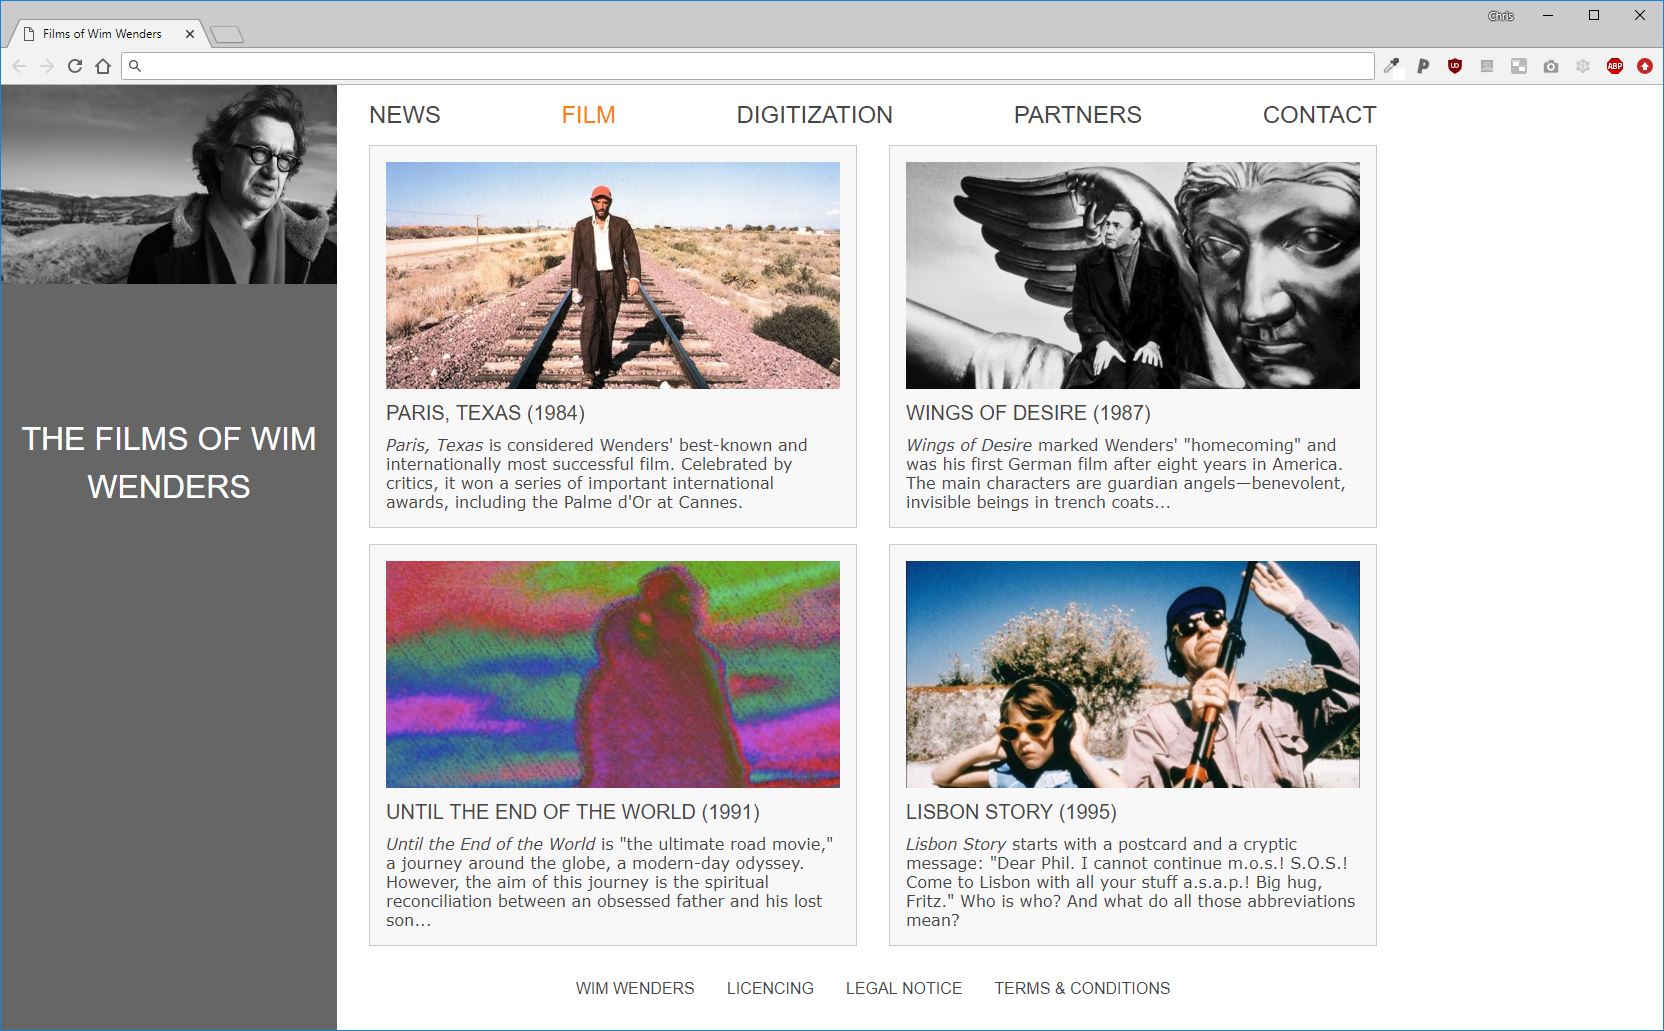 Chris
Films of Wim Wenders
ABP
NEWS FILM DIGITIZATION PARTNERS CONTACT
THE FILMS OF WIM
WENDERS
PARIS, TEXAS (1984)
Paris, Texas is considered Wenders' best-known and
internationally most successful film. Celebrated by
critics, it won a series of important international
awards, including the Palme d'Or at Cannes.
WINGS OF DESIRE (1987)
Wings of Desire marked Wenders' "homecoming" and
was his first German film after eight years in America.
The main characters are guardian angels—benevolent,
invisible beings in trench coats...
UNTIL THE END OF THE WORLD (1991)
Until the End of the World is "the ultimate road movie,"
a journey around the globe, a modern-day odyssey.
However, the aim of this journey is the spiritual
reconciliation between an obsessed father and his lost
son...
LISBON STORY (1995)
Lisbon Story starts with a postcard and a cryptic
message: "Dear Phil. I cannot continue m.o.s.! S.O.S.!
Come to Lisbon with all your stuff a.s.a.p.! Big hug,
Fritz." Who is who? And what do all those abbreviations
mean?
WIM WENDERS LICENCING LEGAL NOTICE TERMS & CONDITIONS